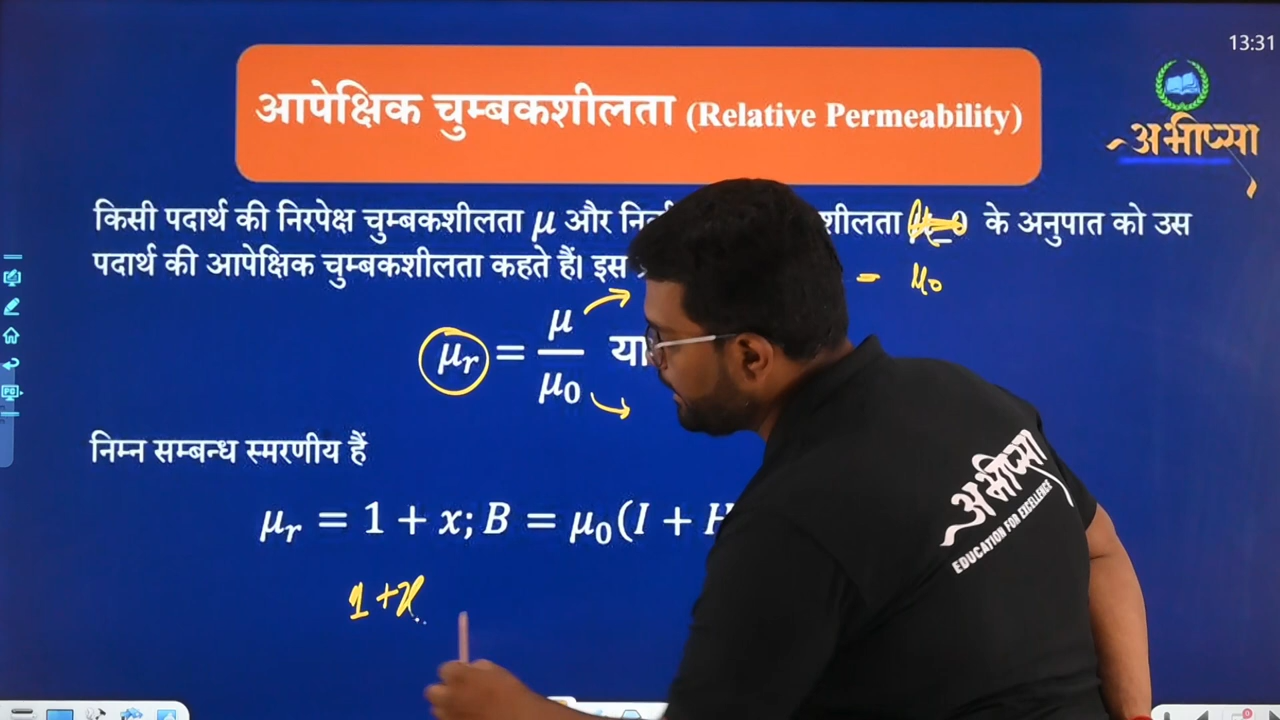 13:31
आपेक्षिक चुम्बकशीलता (Relative Permeability)
अभीप्सा
किसी पदार्थ की निरपेक्ष चुम्बकशीलता μ और शीलता के अनुपात को उस
पदार्थ की आपेक्षिक चुम्बकशीलता कहते हैं। इस = μ₀
μᵣ = μ/μ₀ या
निम्न सम्बन्ध स्मरणीय हैं
μᵣ = 1 + x; B = μ₀(I + H
1 + x
अभीप्सा
EDUCATION FOR EXCELLENCE